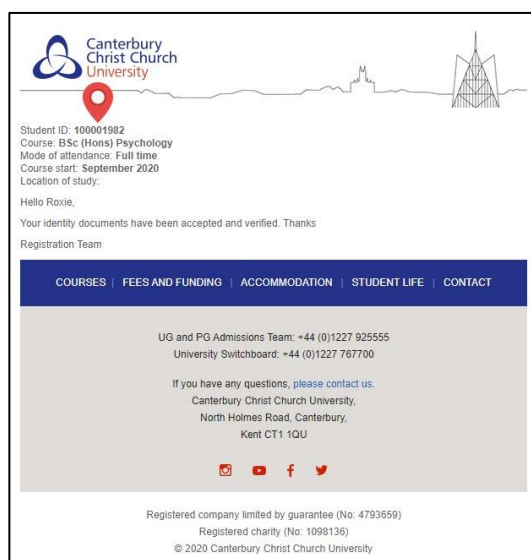 Canterbury
Christ Church
University
Student ID: 100001982
Course: BSc (Hons) Psychology
Mode of attendance: Full time
Course start: September 2020
Location of study:
Hello Roxie,
Your identity documents have been accepted and verified. Thanks
Registration Team
COURSES | FEES AND FUNDING | ACCOMMODATION | STUDENT LIFE | CONTACT
UG and PG Admissions Team: +44 (0)1227 925555
University Switchboard: +44 (0)1227 767700
If you have any questions, please contact us.
Canterbury Christ Church University,
North Holmes Road, Canterbury,
Kent CT1 1QU
Registered company limited by guarantee (No: 4793659)
Registered charity (No: 1098136)
© 2020 Canterbury Christ Church University